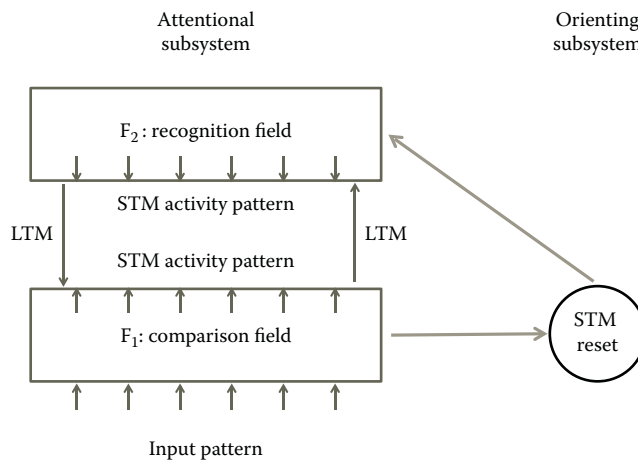 Attentional
subsystem
Orienting
subsystem
F₂: recognition field
STM activity pattern
LTM
LTM
STM activity pattern
F₁: comparison field
STM
reset
Input pattern